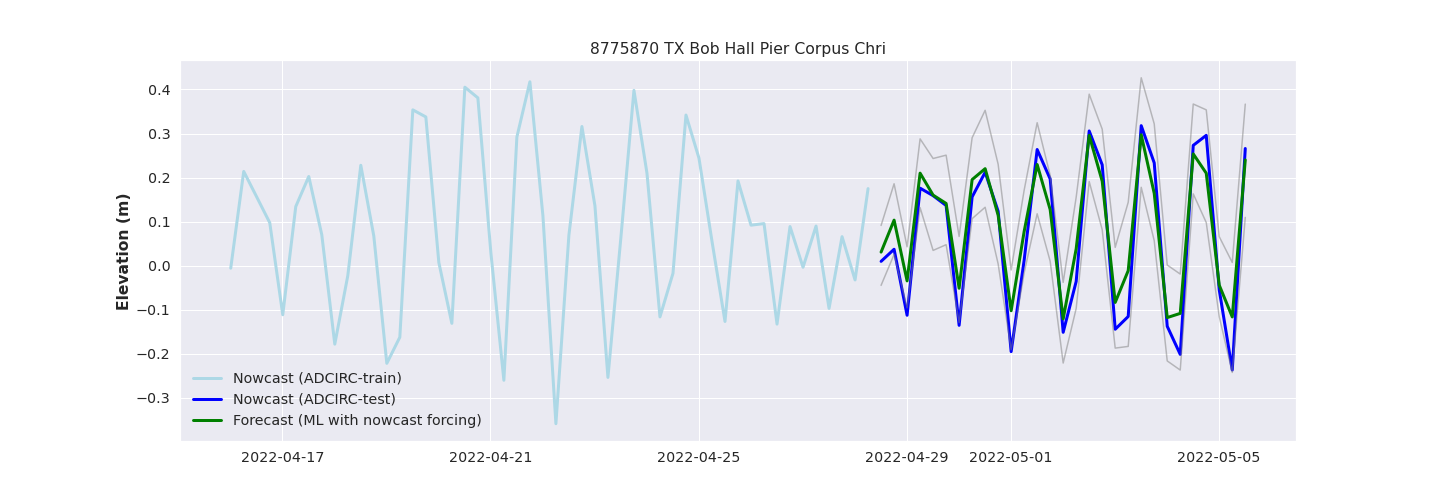 8775870 TX Bob Hall Pier Corpus Chri
Elevation (m)
0.4
0.3
0.2
0.1
0.0
−0.1
−0.2
−0.3
Nowcast (ADCIRC-train)
Nowcast (ADCIRC-test)
Forecast (ML with nowcast forcing)
2022-04-17 2022-04-21 2022-04-25 2022-04-29 2022-05-01 2022-05-05